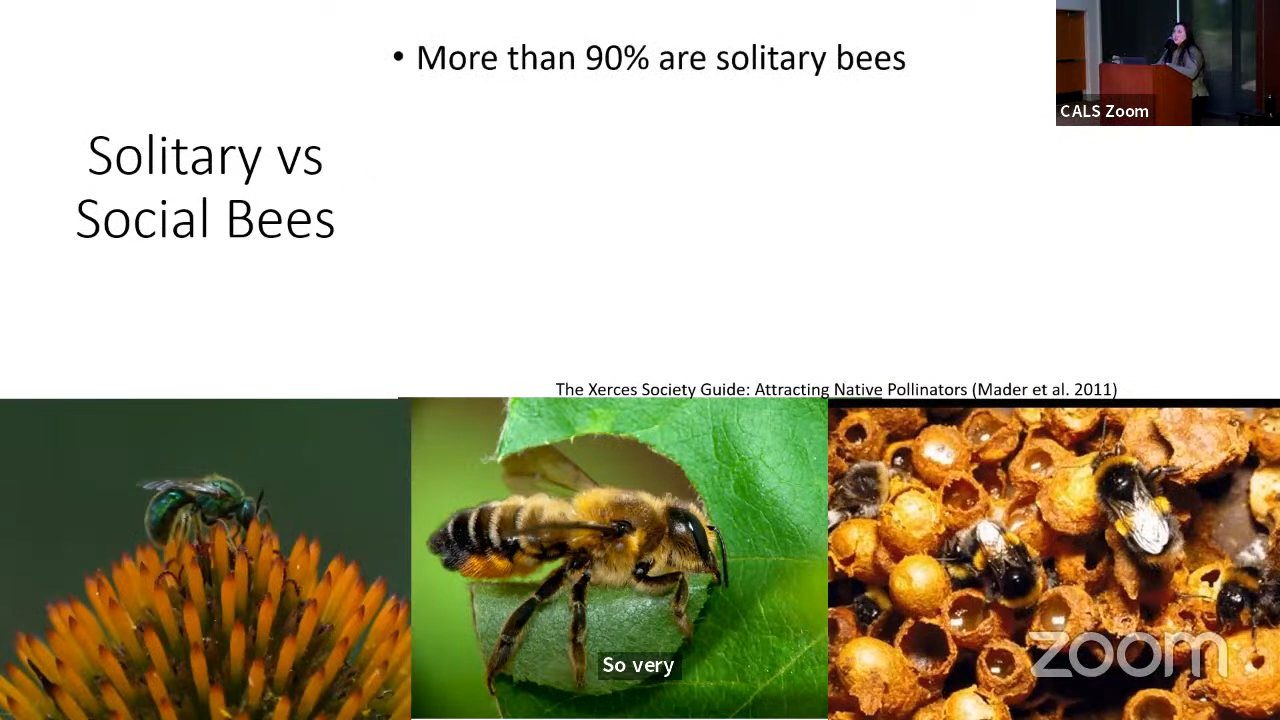 • More than 90% are solitary bees
CALS Zoom
Solitary vs
Social Bees
The Xerces Society Guide: Attracting Native Pollinators (Mader et al. 2011)
So very
zoom